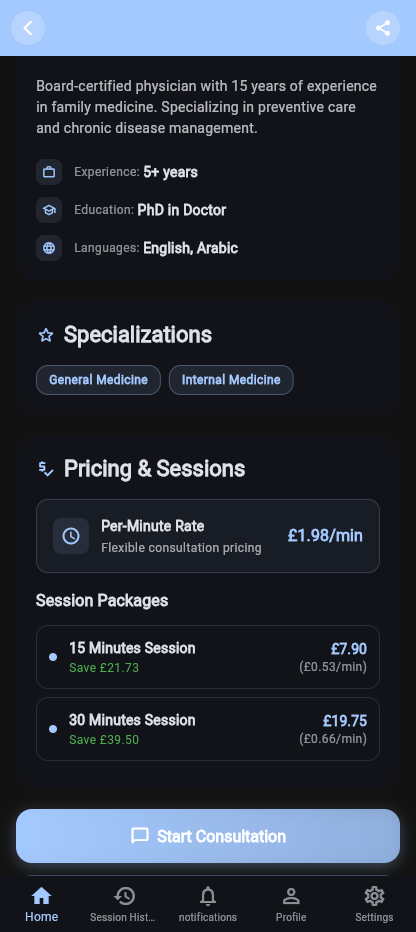 Board-certified physician with 15 years of experience
in family medicine. Specializing in preventive care
and chronic disease management.
Experience: 5+ years
Education: PhD in Doctor
Languages: English, Arabic
Specializations
General Medicine
Internal Medicine
Pricing & Sessions
Per-Minute Rate
£1.98/min
Flexible consultation pricing
Session Packages
15 Minutes Session
£7.90
Save £21.73
(£0.53/min)
30 Minutes Session
£19.75
Save £39.50
(£0.66/min)
Start Consultation
Home
Session Hist...
notifications
Profile
Settings